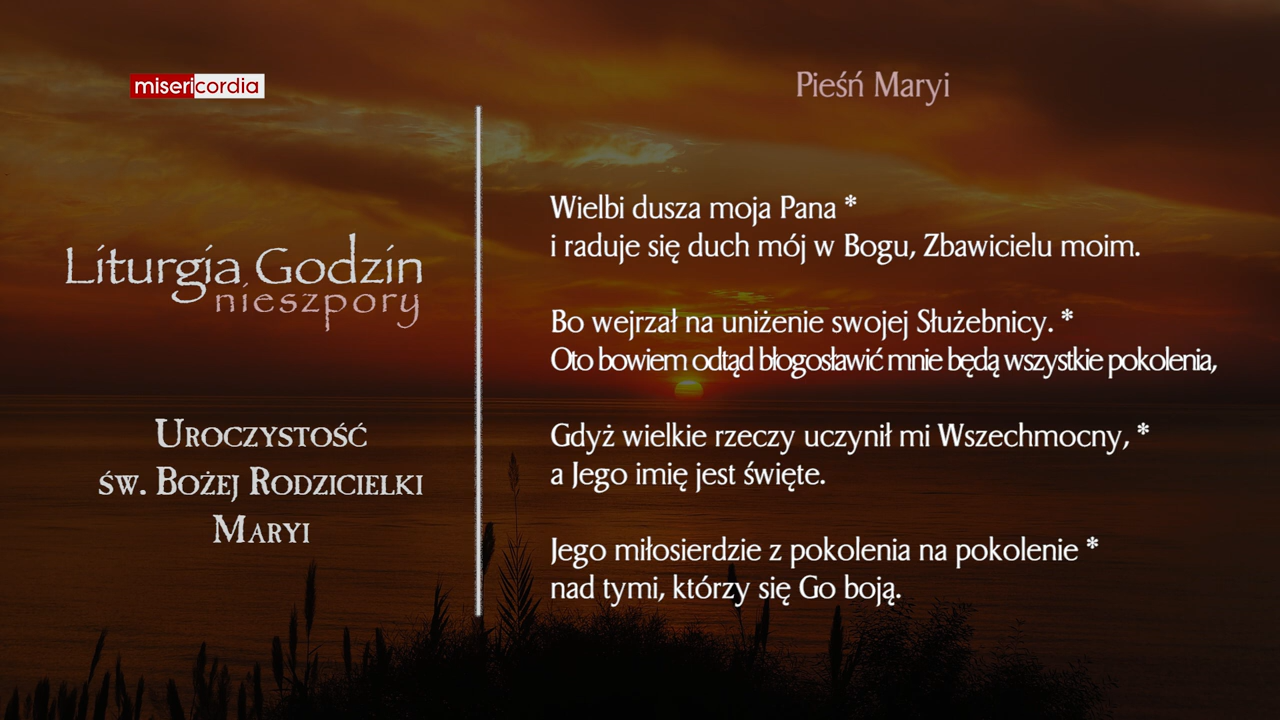 misericordia
Liturgia Godzin
nieszpory
Uroczystość
św. Bożej Rodzicielki
Maryi
Pieśń Maryi
Wielbi dusza moja Pana *
i raduje się duch mój w Bogu, Zbawicielu moim.
Bo wejrzał na uniżenie swojej Służebnicy. *
Oto bowiem odtąd błogosławić mnie będą wszystkie pokolenia,
Gdyż wielkie rzeczy uczynił mi Wszechmocny, *
a Jego imię jest święte.
Jego miłosierdzie z pokolenia na pokolenie *
nad tymi, którzy się Go boją.